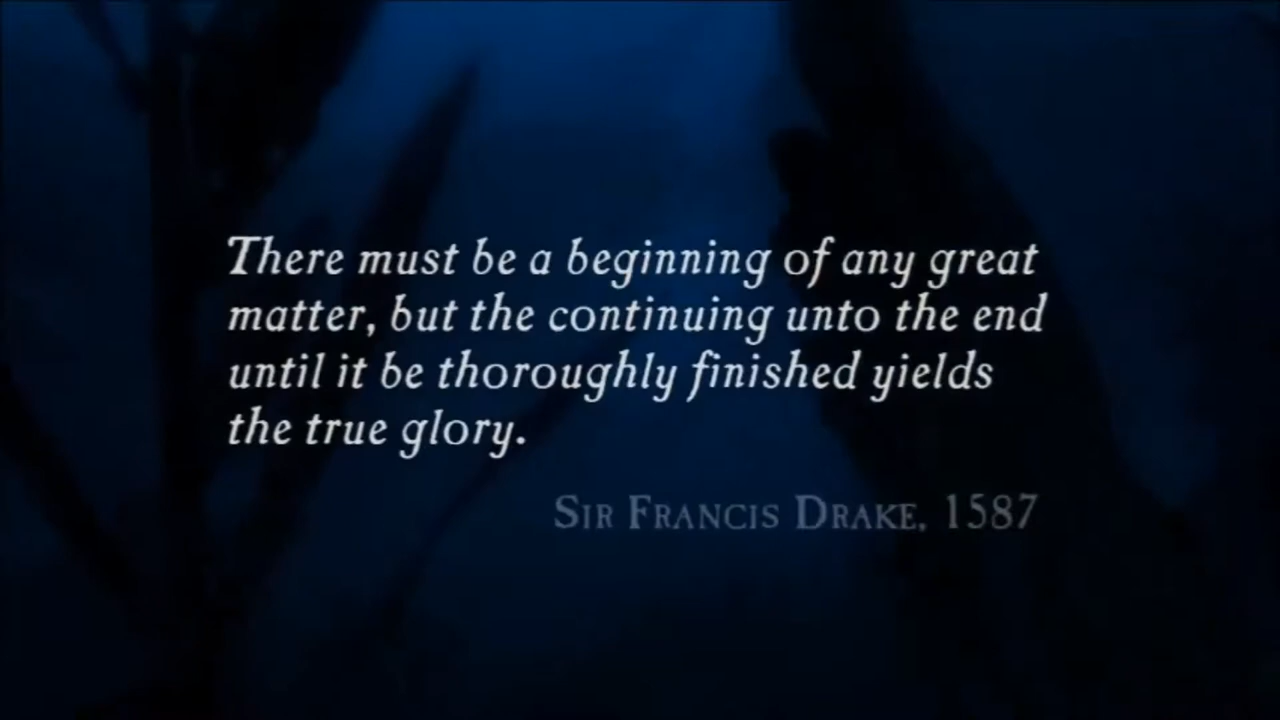 There must be a beginning of any great
matter, but the continuing unto the end
until it be thoroughly finished yields
the true glory.
SIR FRANCIS DRAKE, 1587